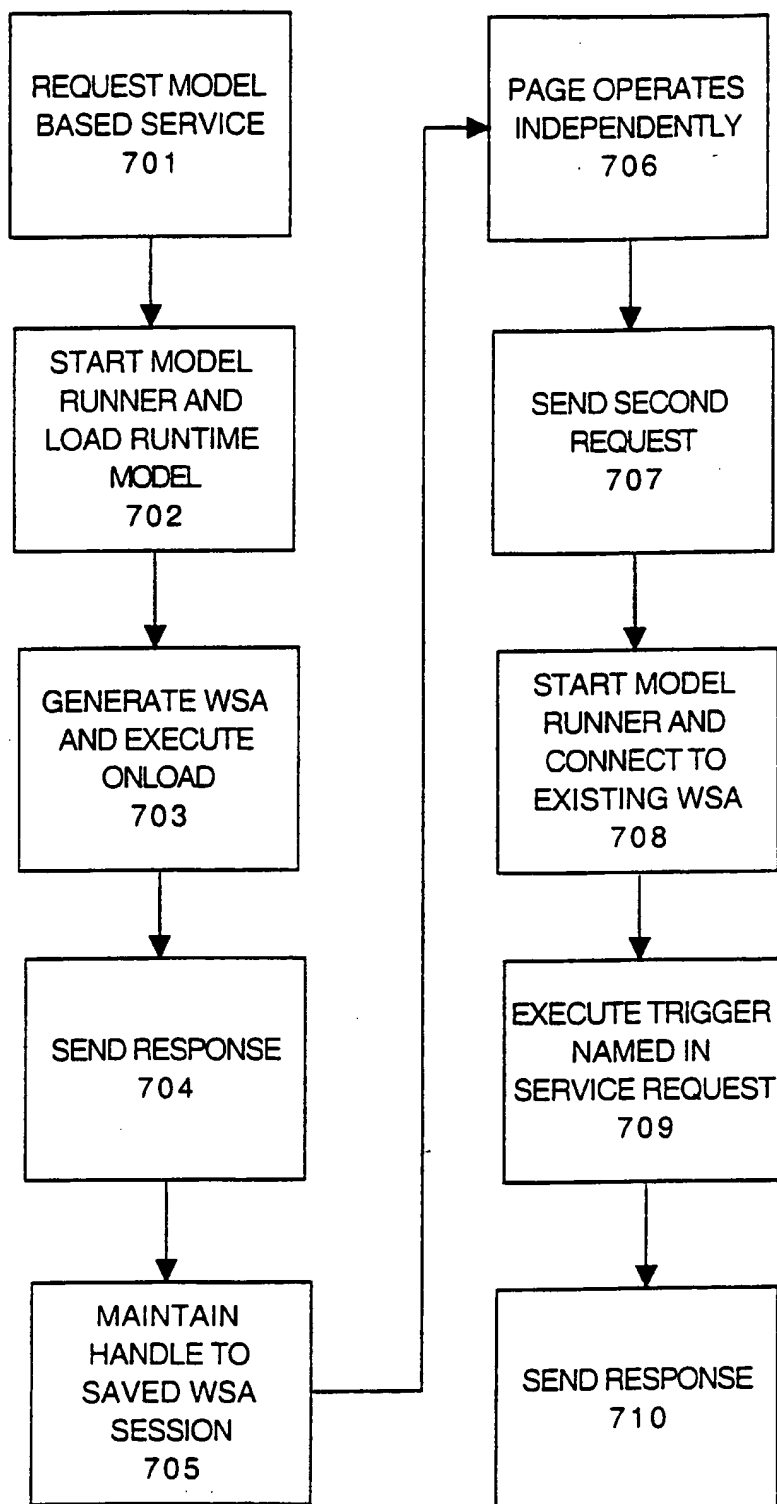 REQUEST MODEL
BASED SERVICE
701
START MODEL
RUNNER AND
LOAD RUNTIME
MODEL
702
GENERATE WSA
AND EXECUTE
ONLOAD
703
SEND RESPONSE
704
MAINTAIN
HANDLE TO
SAVED WSA
SESSION
705
PAGE OPERATES
INDEPENDENTLY
706
SEND SECOND
REQUEST
707
START MODEL
RUNNER AND
CONNECT TO
EXISTING WSA
708
EXECUTE TRIGGER
NAMED IN
SERVICE REQUEST
709
SEND RESPONSE
710